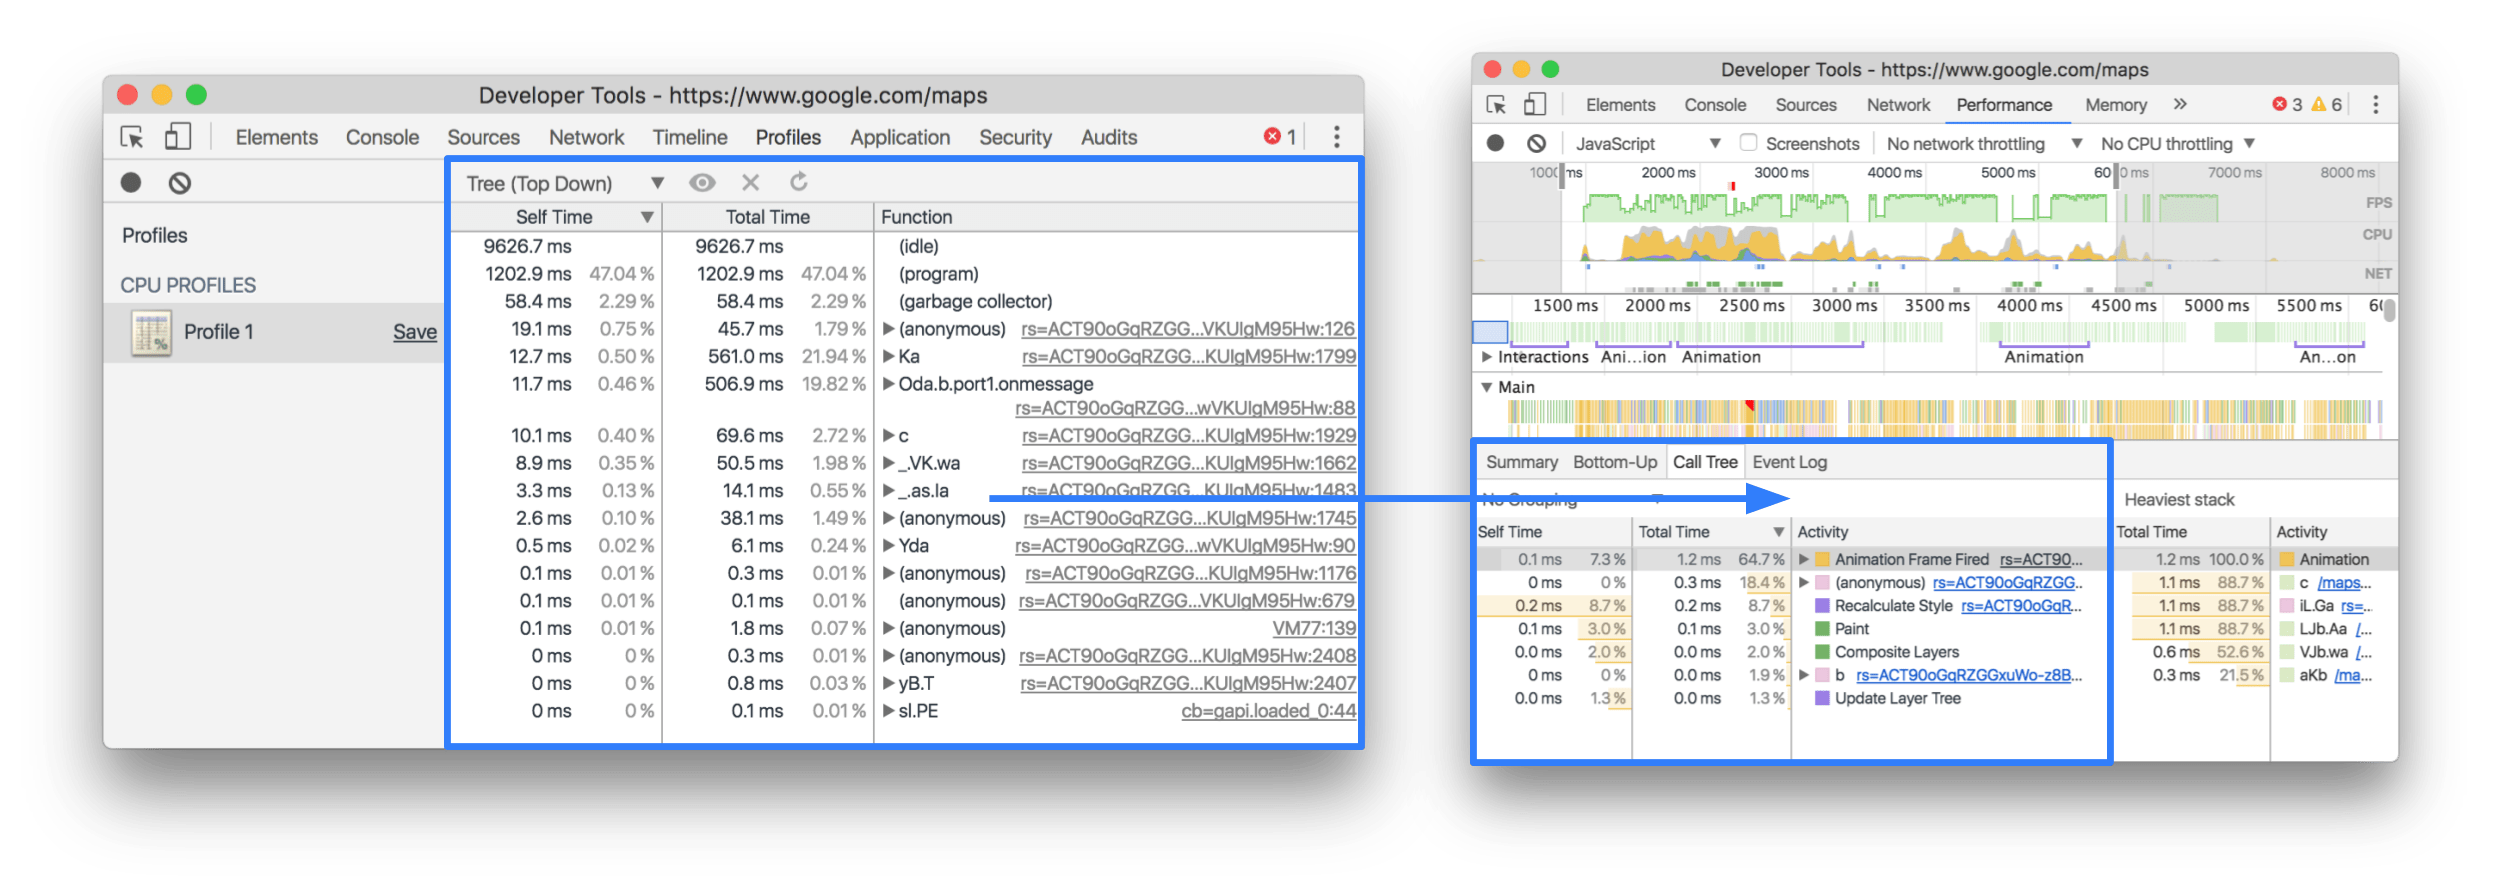 Developer Tools - https://www.google.com/maps
Elements Console Sources Network Timeline Profiles Application Security Audits 1
Tree (Top Down)
Profiles
CPU PROFILES
Profile 1 Save
Self Time Total Time Function
9626.7 ms 9626.7 ms (idle)
1202.9 ms 47.04 % 1202.9 ms 47.04 % (program)
58.4 ms 2.29 % 58.4 ms 2.29 % (garbage collector)
19.1 ms 0.75 % 45.7 ms 1.79 % (anonymous) rs=ACT90oGqRZGG...VKUlgM95Hw:126
12.7 ms 0.50 % 561.0 ms 21.94 % Ka rs=ACT90oGqRZGG...KUlgM95Hw:1799
11.7 ms 0.46 % 506.9 ms 19.82 % Oda.b.port1.onmessage
rs=ACT90oGqRZGG...wVKUlgM95Hw:88
10.1 ms 0.40 % 69.6 ms 2.72 % c rs=ACT90oGqRZGG...KUlgM95Hw:1929
8.9 ms 0.35 % 50.5 ms 1.98 % _.VK.wa rs=ACT90oGqRZGG...KUlgM95Hw:1662
3.3 ms 0.13 % 14.1 ms 0.55 % _.as.la rs=ACT90oGqRZGG...KUlgM95Hw:1483
2.6 ms 0.10 % 38.1 ms 1.49 % (anonymous) rs=ACT90oGqRZGG...KUlgM95Hw:1745
0.5 ms 0.02 % 6.1 ms 0.24 % Yda rs=ACT90oGqRZGG...wVKUlgM95Hw:90
0.1 ms 0.01 % 0.3 ms 0.01 % (anonymous) rs=ACT90oGqRZGG...KUlgM95Hw:1176
0.1 ms 0.01 % 0.1 ms 0.01 % (anonymous) rs=ACT90oGqRZGG...VKUlgM95Hw:679
0.1 ms 0.01 % 1.8 ms 0.07 % (anonymous) VM77:139
0 ms 0 % 0.3 ms 0.01 % (anonymous) rs=ACT90oGqRZGG...KUlgM95Hw:2408
0 ms 0 % 0.8 ms 0.03 % yB.T rs=ACT90oGqRZGG...KUlgM95Hw:2407
0 ms 0 % 0.1 ms 0.01 % sl.PE cb=gapi.loaded_0:44
Developer Tools - https://www.google.com/maps
Elements Console Sources Network Performance Memory » 3 6
JavaScript Screenshots No network throttling No CPU throttling
1000 ms 2000 ms 3000 ms 4000 ms 5000 ms 6000 ms 7000 ms 8000 ms
FPS
CPU
NET
1500 ms 2000 ms 2500 ms 3000 ms 3500 ms 4000 ms 4500 ms 5000 ms 5500 ms
Interactions Ani...ion Animation Animation An...on
Main
Summary Bottom-Up Call Tree Event Log
No Grouping Heaviest stack
Self Time Total Time Activity Total Time Activity
0.1 ms 7.3 % 1.2 ms 64.7 % Animation Frame Fired rs=ACT90... 1.2 ms 100.0 % Animation
0 ms 0 % 0.3 ms 18.4 % (anonymous) rs=ACT90oGqRZGG... 1.1 ms 88.7 % c /maps...
0.2 ms 8.7 % 0.2 ms 8.7 % Recalculate Style rs=ACT90oGqR... 1.1 ms 88.7 % iL.Ga rs=...
0.1 ms 3.0 % 0.1 ms 3.0 % Paint 1.1 ms 88.7 % LJb.Aa /...
0.0 ms 2.0 % 0.0 ms 2.0 % Composite Layers 0.6 ms 52.6 % VJb.wa /...
0 ms 0 % 0.0 ms 1.9 % b rs=ACT90oGqRZGGxuWo-z8B... 0.3 ms 21.5 % aKb /ma...
0.0 ms 1.3 % 0.0 ms 1.3 % Update Layer Tree